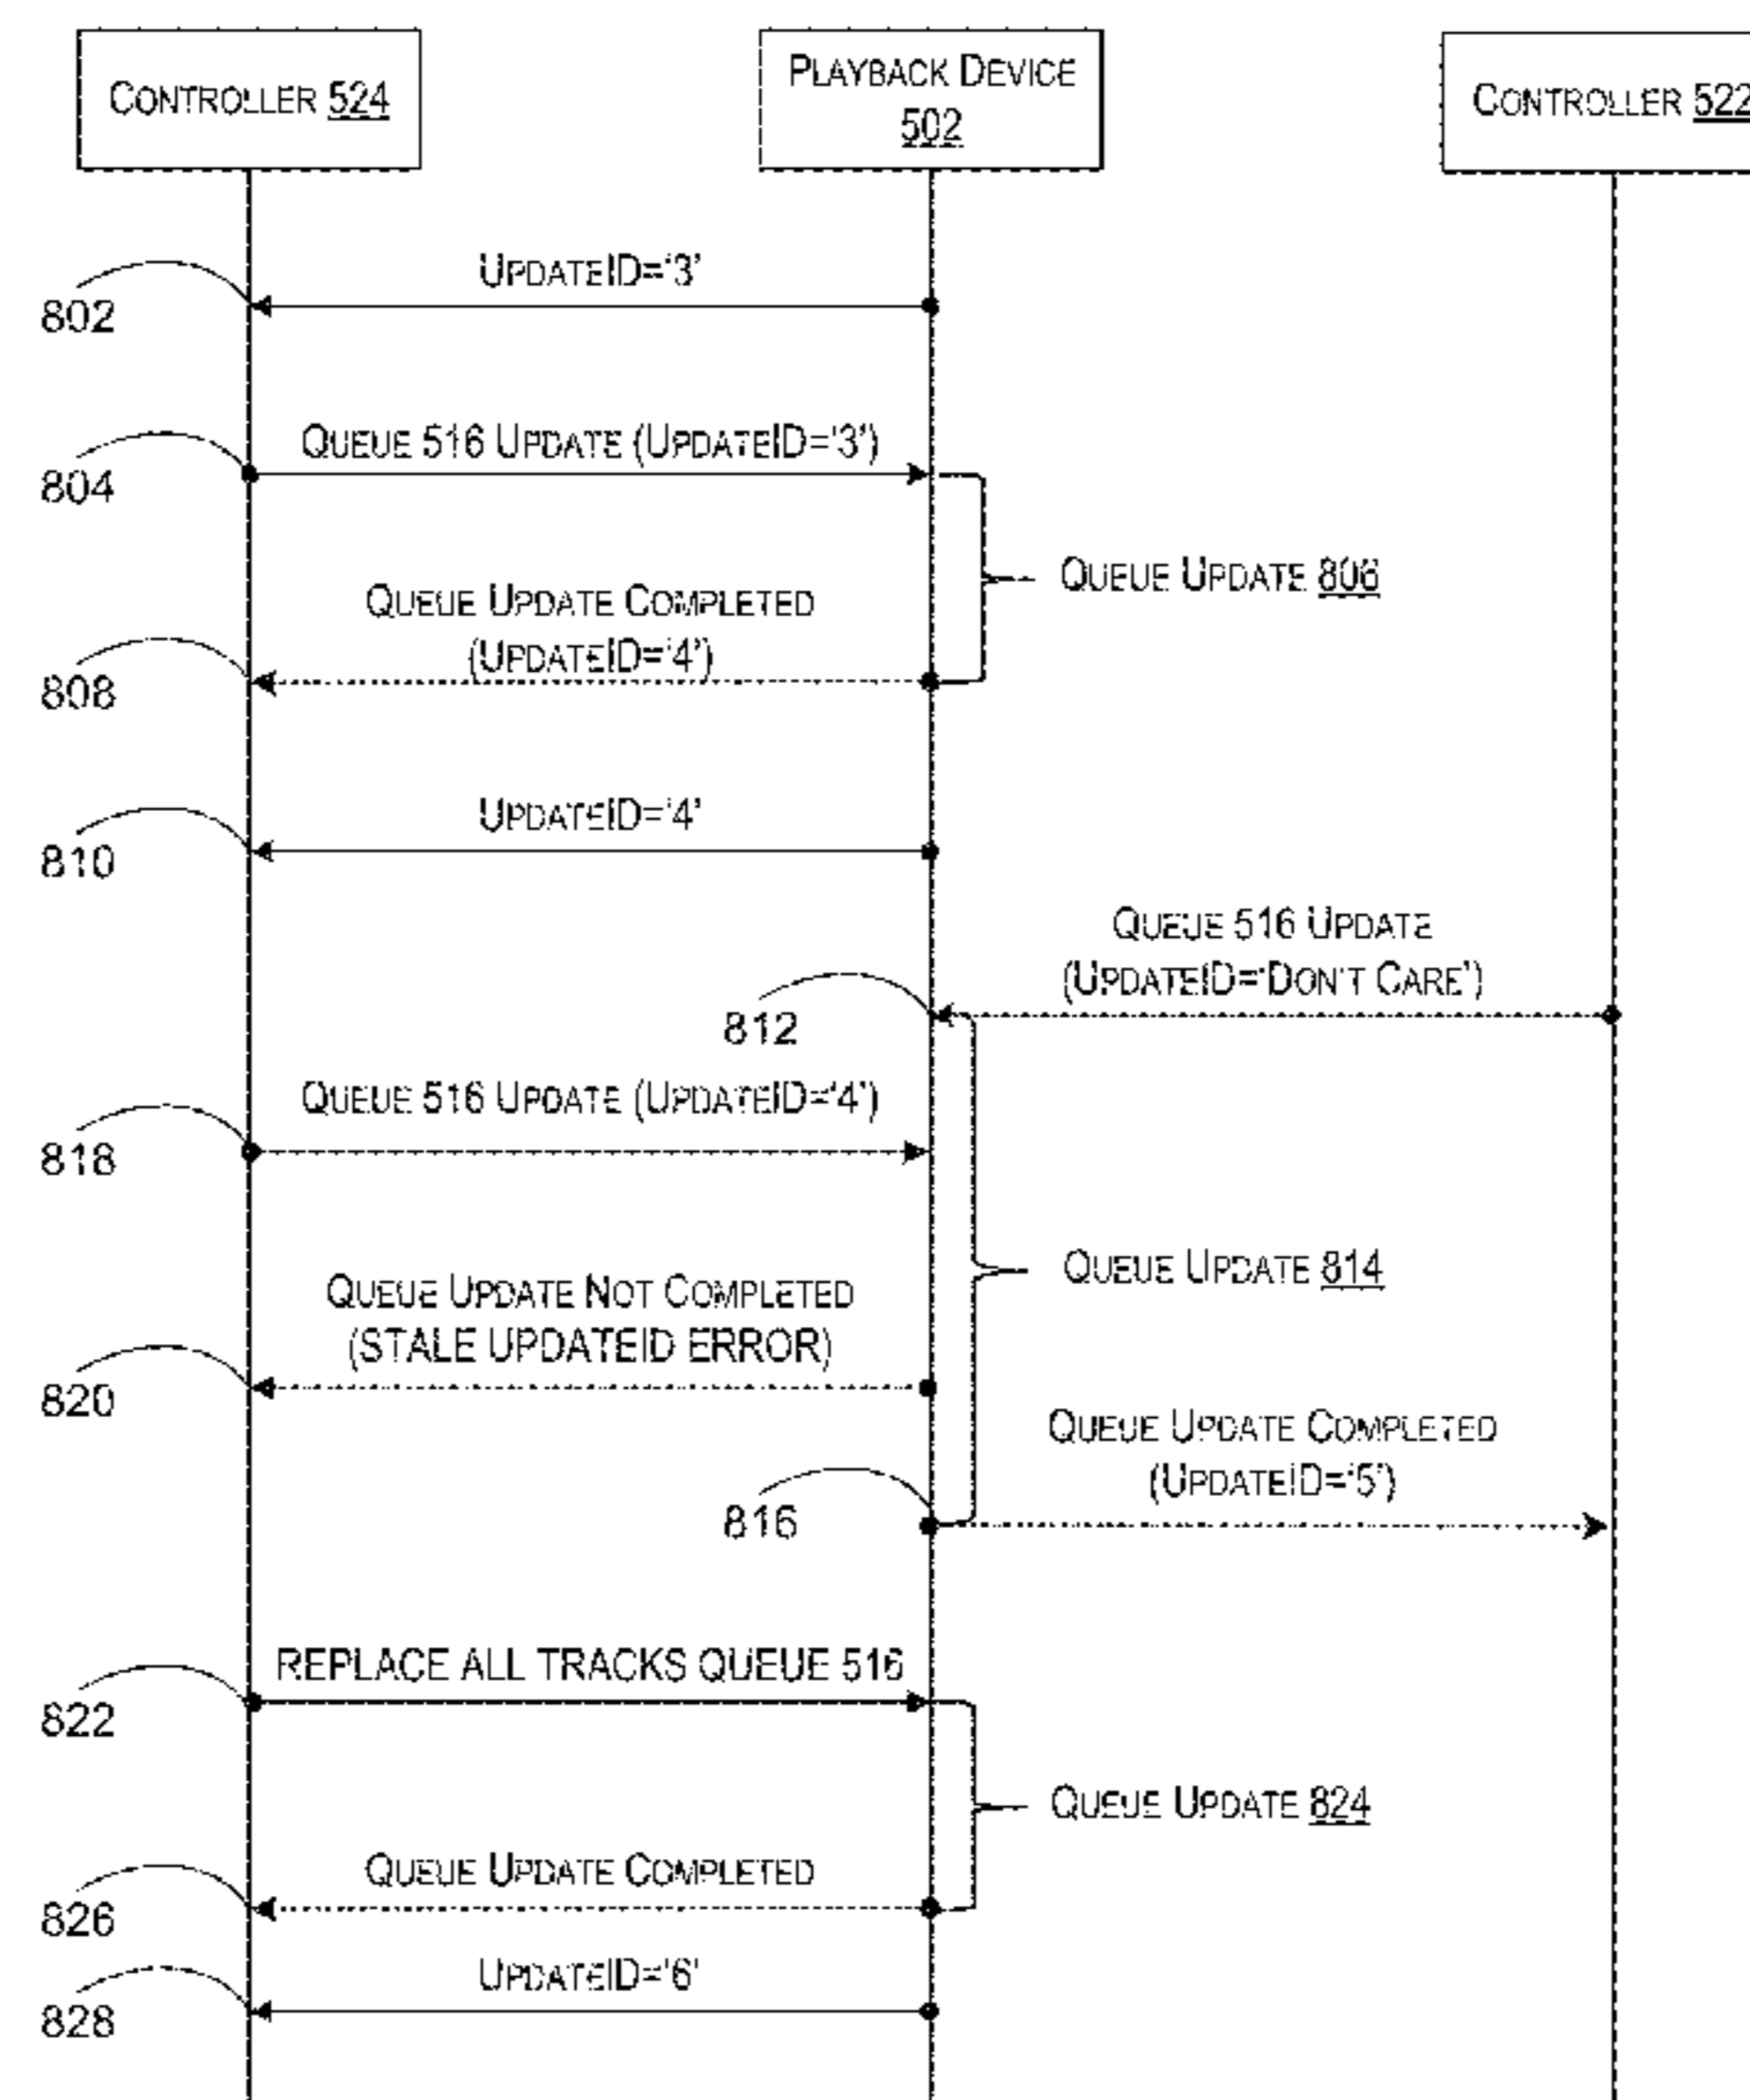 CONTROLLER 524
PLAYBACK DEVICE
502
CONTROLLER 522
UPDATEID='3'
802
QUEUE 516 UPDATE (UPDATEID='3')
804
QUEUE UPDATE 806
QUEUE UPDATE COMPLETED
(UPDATEID='4')
808
UPDATEID='4'
810
QUEUE 516 UPDATE
(UPDATEID='DON'T CARE')
812
QUEUE 516 UPDATE (UPDATEID='4')
818
QUEUE UPDATE 814
QUEUE UPDATE NOT COMPLETED
(STALE UPDATEID ERROR)
820
QUEUE UPDATE COMPLETED
(UPDATEID='5')
816
REPLACE ALL TRACKS QUEUE 516
822
QUEUE UPDATE 824
QUEUE UPDATE COMPLETED
826
UPDATEID='6'
828